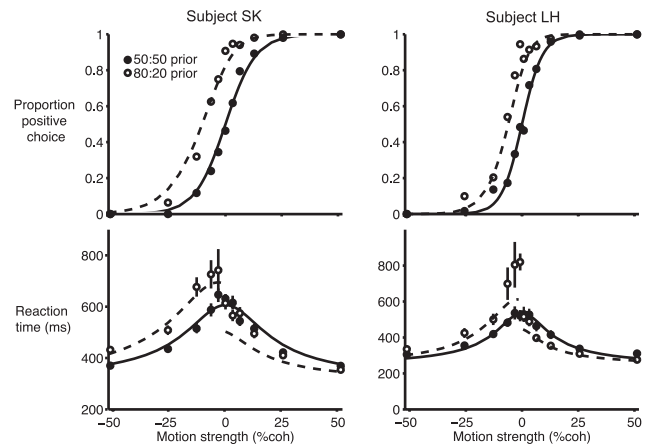 Subject SK
Subject LH
1
0.8
0.6
0.4
0.2
0
50:50 prior
80:20 prior
Proportion
positive
choice
1
0.8
0.6
0.4
0.2
0
800
600
400
200
Reaction
time (ms)
800
600
400
200
0
−50 −25 0 25 50
Motion strength (%coh)
−50 −25 0 25 50
Motion strength (%coh)